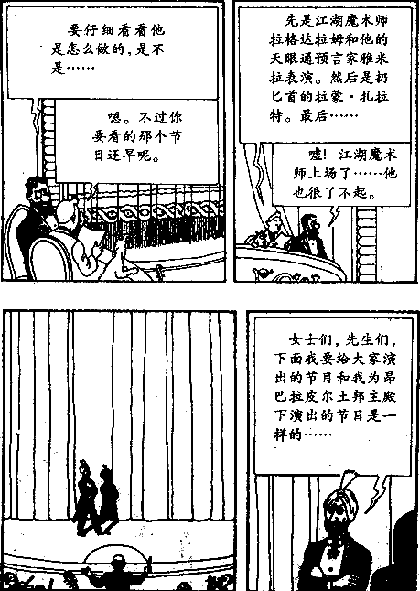 要仔细看看他
是怎么做的，是不
是……
嗯。不过你
要看的那个节
目还早呢。
先是江湖魔术师
拉格达拉姆和他的
天眼通预言家雅米
拉表演。然后是扔
匕首的拉蒙·扎拉
特。最后……
嘘！江湖魔术
师上场了……他
也很了不起。
女士们，先生们，
下面我要给大家演
出的节目和我为昂
巴拉皮尔土邦主殿
下演出的节目是一
样的……